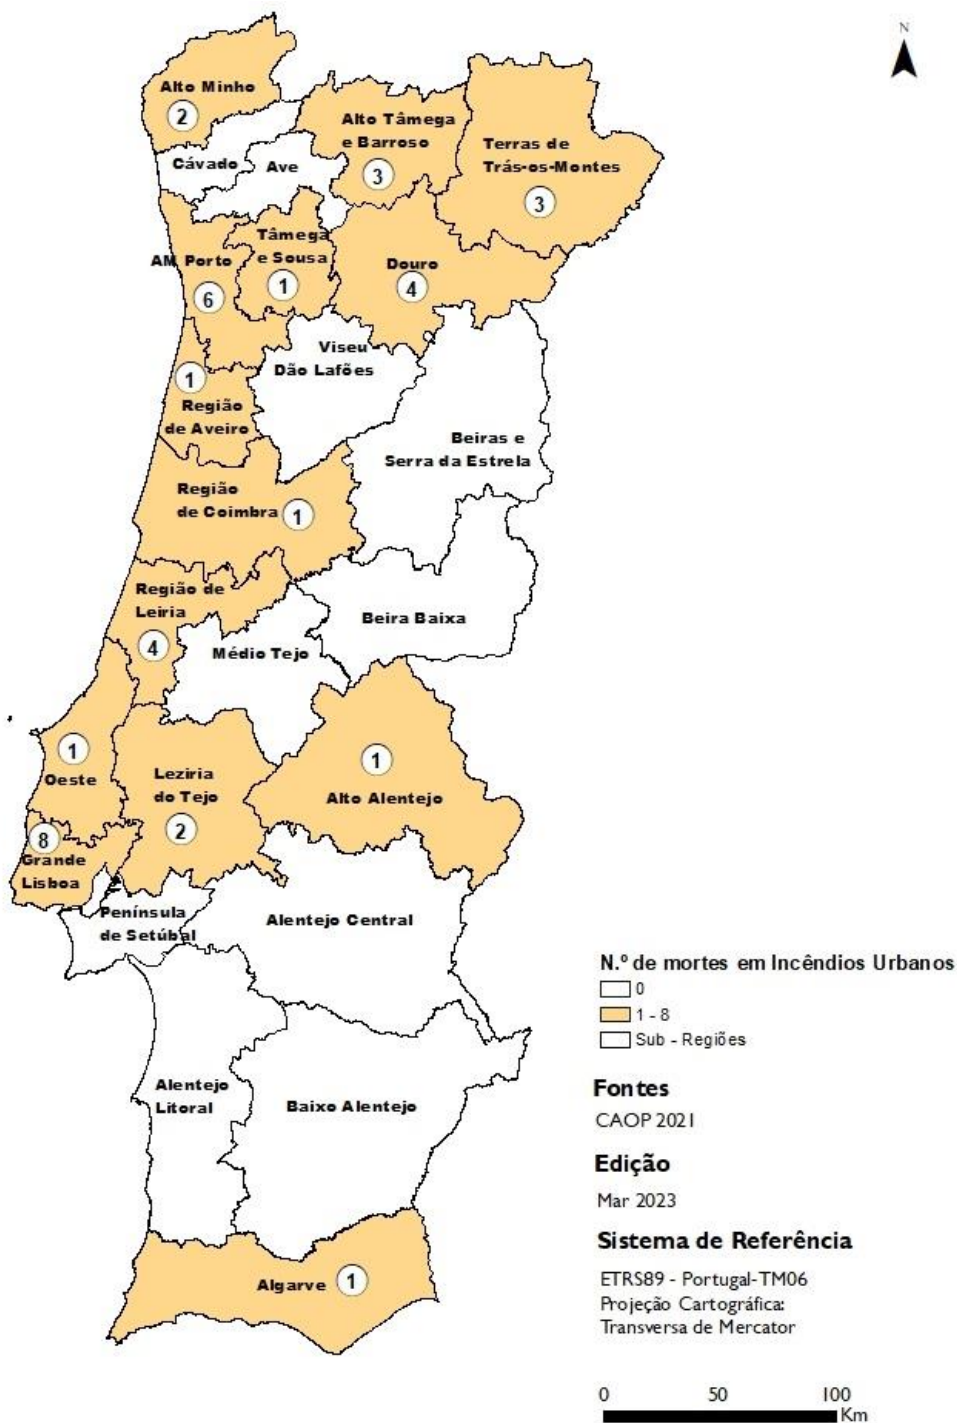 N
Alto Minho
2
Alto Tâmega
e Barroso
3
Terras de
Trás-os-Montes
3
Cávado
Ave
Tâmega
e Sousa
1
AM Porto
6
Douro
4
Viseu
Dão Lafões
1
Região
de Aveiro
Beiras e
Serra da Estrela
Região
de Coimbra
1
Região de
Leiria
4
Beira Baixa
Médio Tejo
1
Oeste
Leziria
do Tejo
2
1
Alto Alentejo
8
Grande
Lisboa
Península
de Setúbal
Alentejo Central
Alentejo
Litoral
Baixo Alentejo
Algarve
1
N.º de mortes em Incêndios Urbanos
0
1 - 8
Sub - Regiões
Fontes
CAOP 2021
Edição
Mar 2023
Sistema de Referência
ETRS89 - Portugal-TM06
Projeção Cartográfica:
Transversa de Mercator
0 50 100
Km